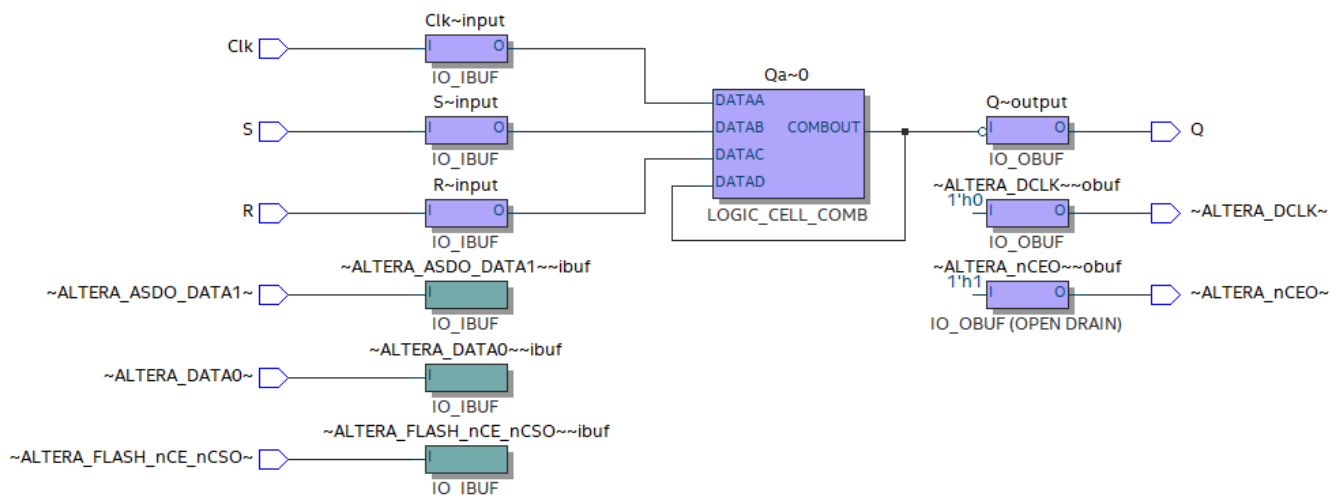 Clk~input
Clk
I O
IO_IBUF
Qa~0
DATAA
DATAB COMBOUT
DATAC
DATAD
LOGIC_CELL_COMB
S~input
S
I O
IO_IBUF
Q~output
I O
Q
IO_OBUF
R~input
R
I O
IO_IBUF
~ALTERA_DCLK~~obuf
1'h0
I O
~ALTERA_DCLK~
IO_OBUF
~ALTERA_ASDO_DATA1~~ibuf
~ALTERA_ASDO_DATA1~
I
IO_IBUF
~ALTERA_nCEO~~obuf
1'h1
I O
~ALTERA_nCEO~
IO_OBUF (OPEN DRAIN)
~ALTERA_DATA0~~ibuf
~ALTERA_DATA0~
I
IO_IBUF
~ALTERA_FLASH_nCE_nCSO~~ibuf
~ALTERA_FLASH_nCE_nCSO~
I
IO_IBUF